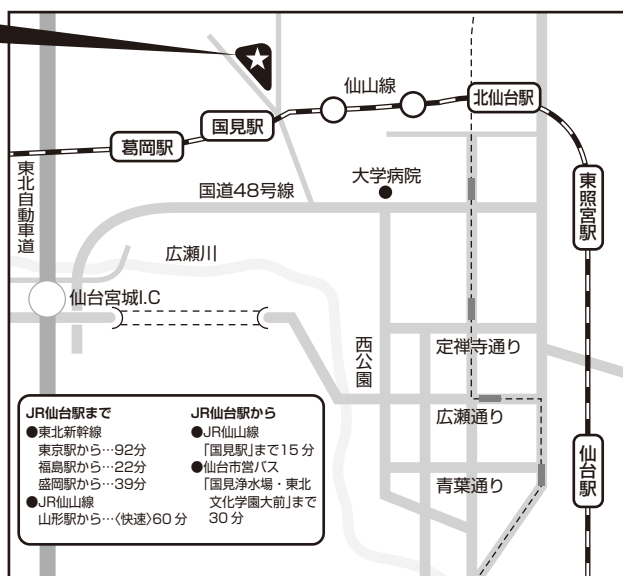 仙山線
北仙台駅
国見駅
葛岡駅
東照宮駅
東北自動車道
国道48号線
大学病院
広瀬川
仙台宮城I.C
西公園
定禅寺通り
広瀬通り
青葉通り
仙台駅
JR仙台駅まで
●東北新幹線
東京駅から…92分
福島駅から…22分
盛岡駅から…39分
●JR仙山線
山形駅から…〈快速〉60分
JR仙台駅から
●JR仙山線
「国見駅」まで15分
●仙台市営バス
「国見浄水場・東北
文化学園大前」まで
30分